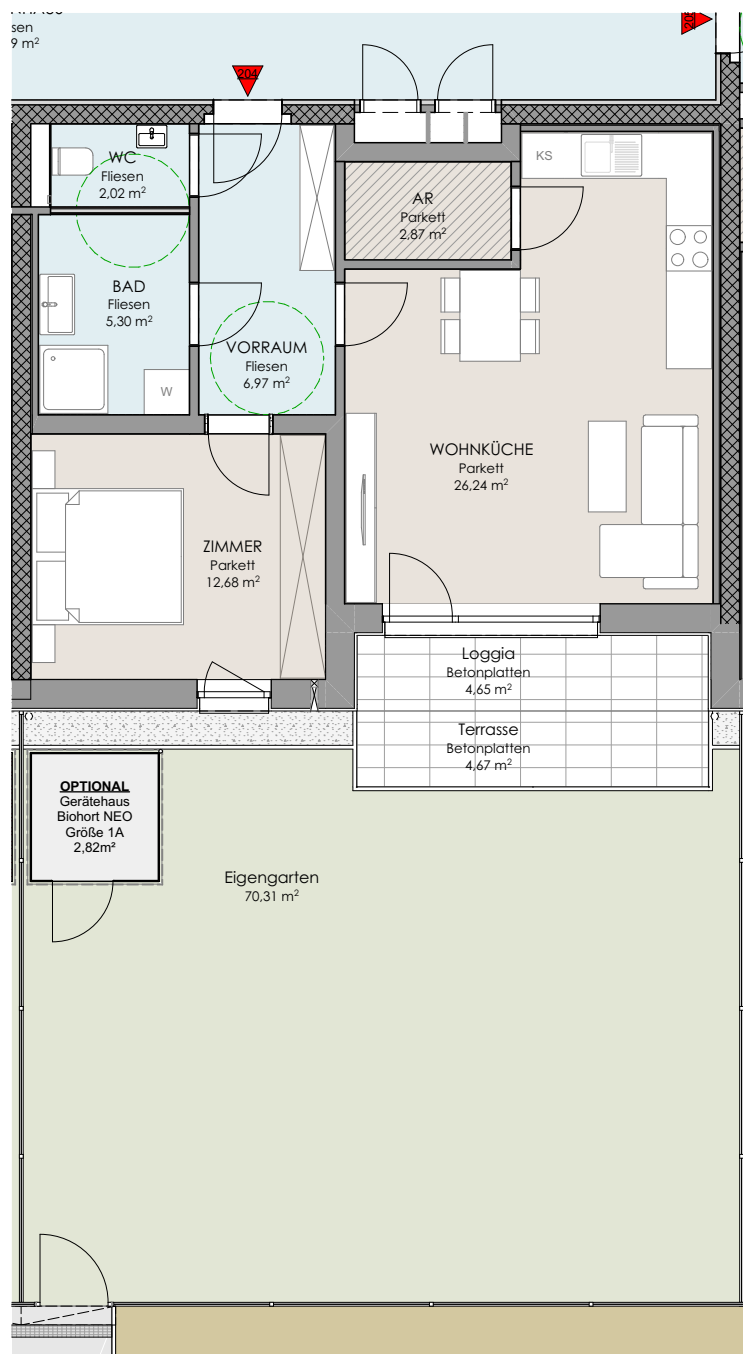 sen
9 m²
205
204
WC
Fliesen
2,02 m²
KS
AR
Parkett
2,87 m²
BAD
Fliesen
5,30 m²
VORRAUM
Fliesen
6,97 m²
W
WOHNKÜCHE
Parkett
26,24 m²
ZIMMER
Parkett
12,68 m²
Loggia
Betonplatten
4,65 m²
Terrasse
Betonplatten
4,67 m²
OPTIONAL
Gerätehaus
Biohort NEO
Größe 1A
2,82m²
Eigengarten
70,31 m²